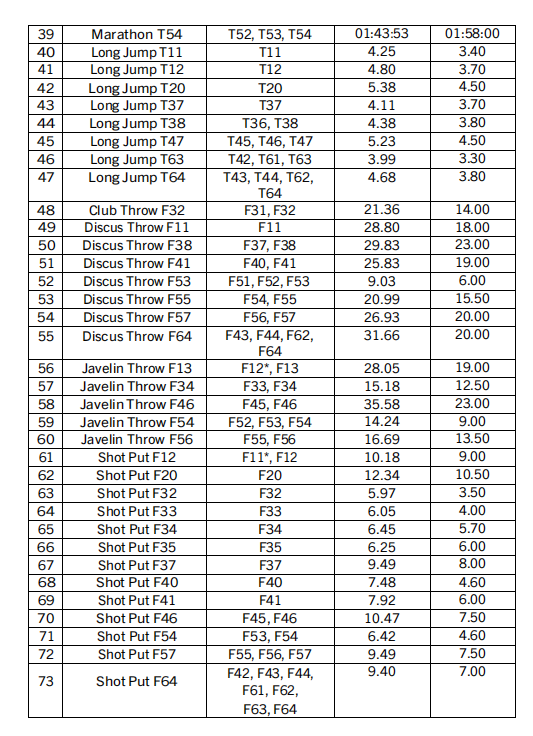 39 Marathon T54 T52, T53, T54 01:43:53 01:58:00
40 Long Jump T11 T11 4.25 3.40
41 Long Jump T12 T12 4.80 3.70
42 Long Jump T20 T20 5.38 4.50
43 Long Jump T37 T37 4.11 3.70
44 Long Jump T38 T36, T38 4.38 3.80
45 Long Jump T47 T45, T46, T47 5.23 4.50
46 Long Jump T63 T42, T61, T63 3.99 3.30
47 Long Jump T64 T43, T44, T62, 4.68 3.80
T64
48 Club Throw F32 F31, F32 21.36 14.00
49 Discus Throw F11 F11 28.80 18.00
50 Discus Throw F38 F37, F38 29.83 23.00
51 Discus Throw F41 F40, F41 25.83 19.00
52 Discus Throw F53 F51, F52, F53 9.03 6.00
53 Discus Throw F55 F54, F55 20.99 15.50
54 Discus Throw F57 F56, F57 26.93 20.00
55 Discus Throw F64 F43, F44, F62, 31.66 20.00
F64
56 Javelin Throw F13 F12*, F13 28.05 19.00
57 Javelin Throw F34 F33, F34 15.18 12.50
58 Javelin Throw F46 F45, F46 35.58 23.00
59 Javelin Throw F54 F52, F53, F54 14.24 9.00
60 Javelin Throw F56 F55, F56 16.69 13.50
61 Shot Put F12 F11*, F12 10.18 9.00
62 Shot Put F20 F20 12.34 10.50
63 Shot Put F32 F32 5.97 3.50
64 Shot Put F33 F33 6.05 4.00
65 Shot Put F34 F34 6.45 5.70
66 Shot Put F35 F35 6.25 6.00
67 Shot Put F37 F37 9.49 8.00
68 Shot Put F40 F40 7.48 4.60
69 Shot Put F41 F41 7.92 6.00
70 Shot Put F46 F45, F46 10.47 7.50
71 Shot Put F54 F53, F54 6.42 4.60
72 Shot Put F57 F55, F56, F57 9.49 7.50
73 Shot Put F64 F42, F43, F44, 9.40 7.00
F61, F62,
F63, F64